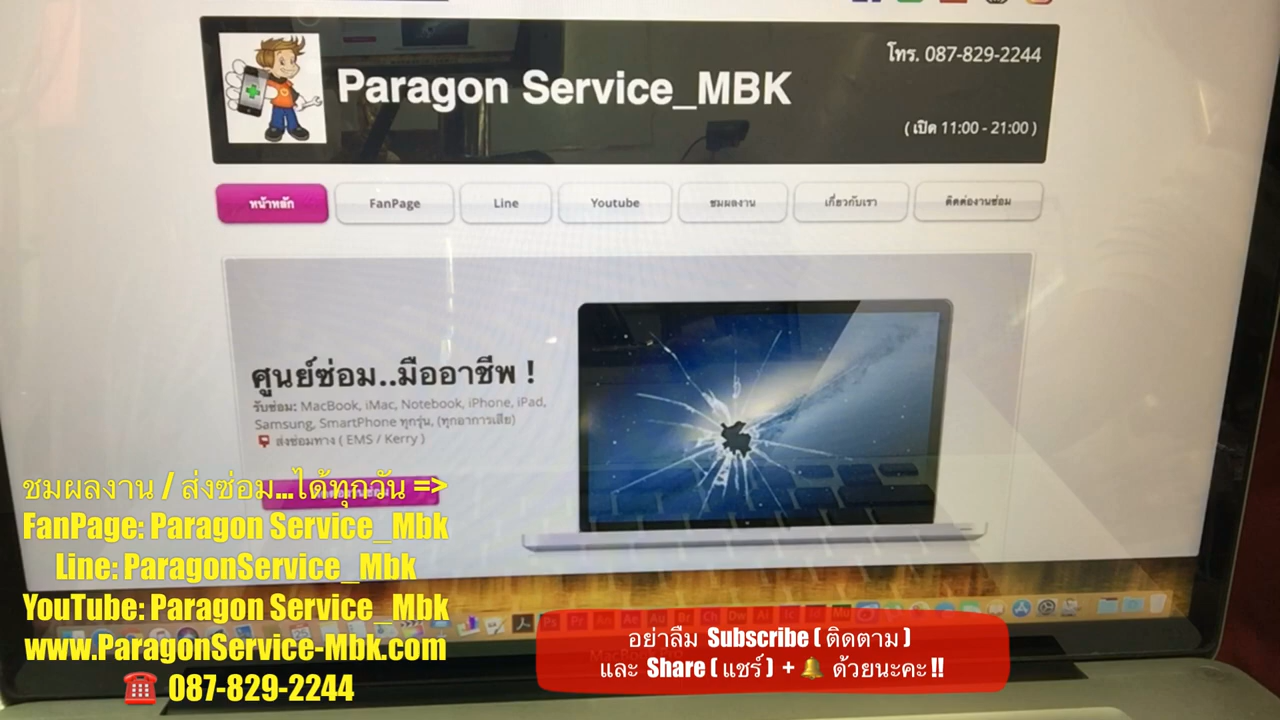 Paragon Service_MBK
โทร. 087-829-2244
( เปิด 11:00 - 21:00 )
หน้าหลัก
FanPage
Line
Youtube
ชมผลงาน
เกี่ยวกับเรา
ติดต่องานซ่อม
ศูนย์ซ่อม..มืออาชีพ !
รับซ่อม: MacBook, iMac, Notebook, iPhone, iPad,
Samsung, SmartPhone ทุกรุ่น, (ทุกอาการเสีย)
ส่งซ่อมทาง ( EMS / Kerry )
ชมผลงาน / ส่งซ่อม...ได้ทุกวัน =>
FanPage: Paragon Service_Mbk
Line: ParagonService_Mbk
YouTube: Paragon Service_Mbk
www.ParagonService-Mbk.com
☎️ 087-829-2244
อย่าลืม Subscribe ( ติดตาม )
และ Share ( แชร์ ) + 🔔 ด้วยนะคะ !!